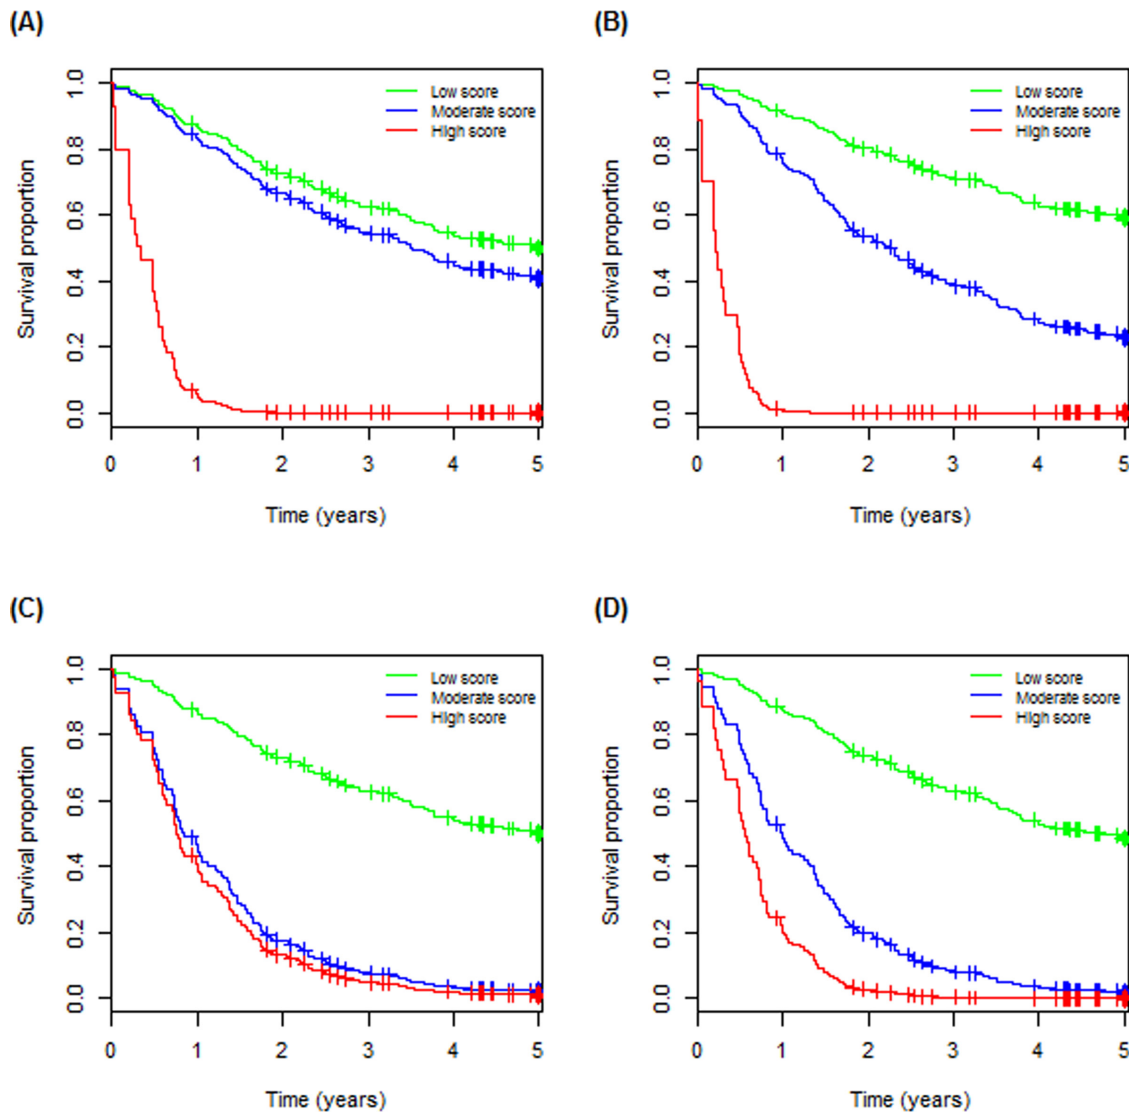 (A)
Survival proportion
1.0
0.8
0.6
0.4
0.2
0.0
Low score
Moderate score
High score
0 1 2 3 4 5
Time (years)
(B)
Survival proportion
1.0
0.8
0.6
0.4
0.2
0.0
Low score
Moderate score
High score
0 1 2 3 4 5
Time (years)
(C)
Survival proportion
1.0
0.8
0.6
0.4
0.2
0.0
Low score
Moderate score
High score
0 1 2 3 4 5
Time (years)
(D)
Survival proportion
1.0
0.8
0.6
0.4
0.2
0.0
Low score
Moderate score
High score
0 1 2 3 4 5
Time (years)